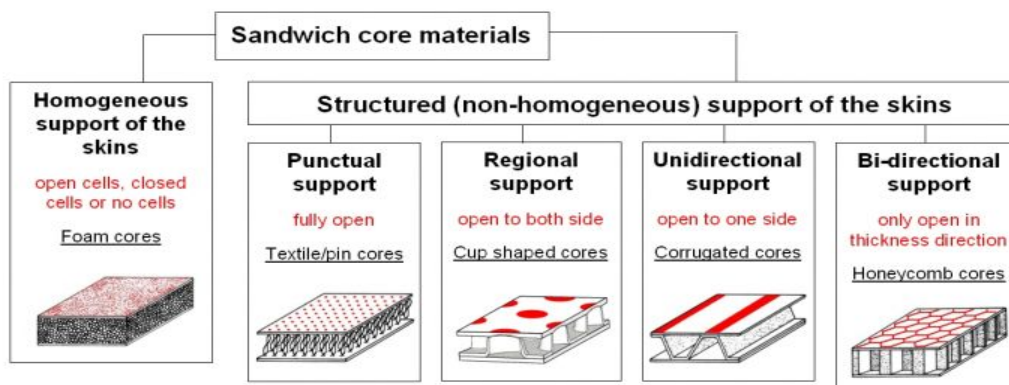 Sandwich core materials
Homogeneous
support of the
skins
open cells, closed
cells or no cells
Foam cores
Structured (non-homogeneous) support of the skins
Punctual
support
fully open
Textile/pin cores
Regional
support
open to both side
Cup shaped cores
Unidirectional
support
open to one side
Corrugated cores
Bi-directional
support
only open in
thickness direction
Honeycomb cores